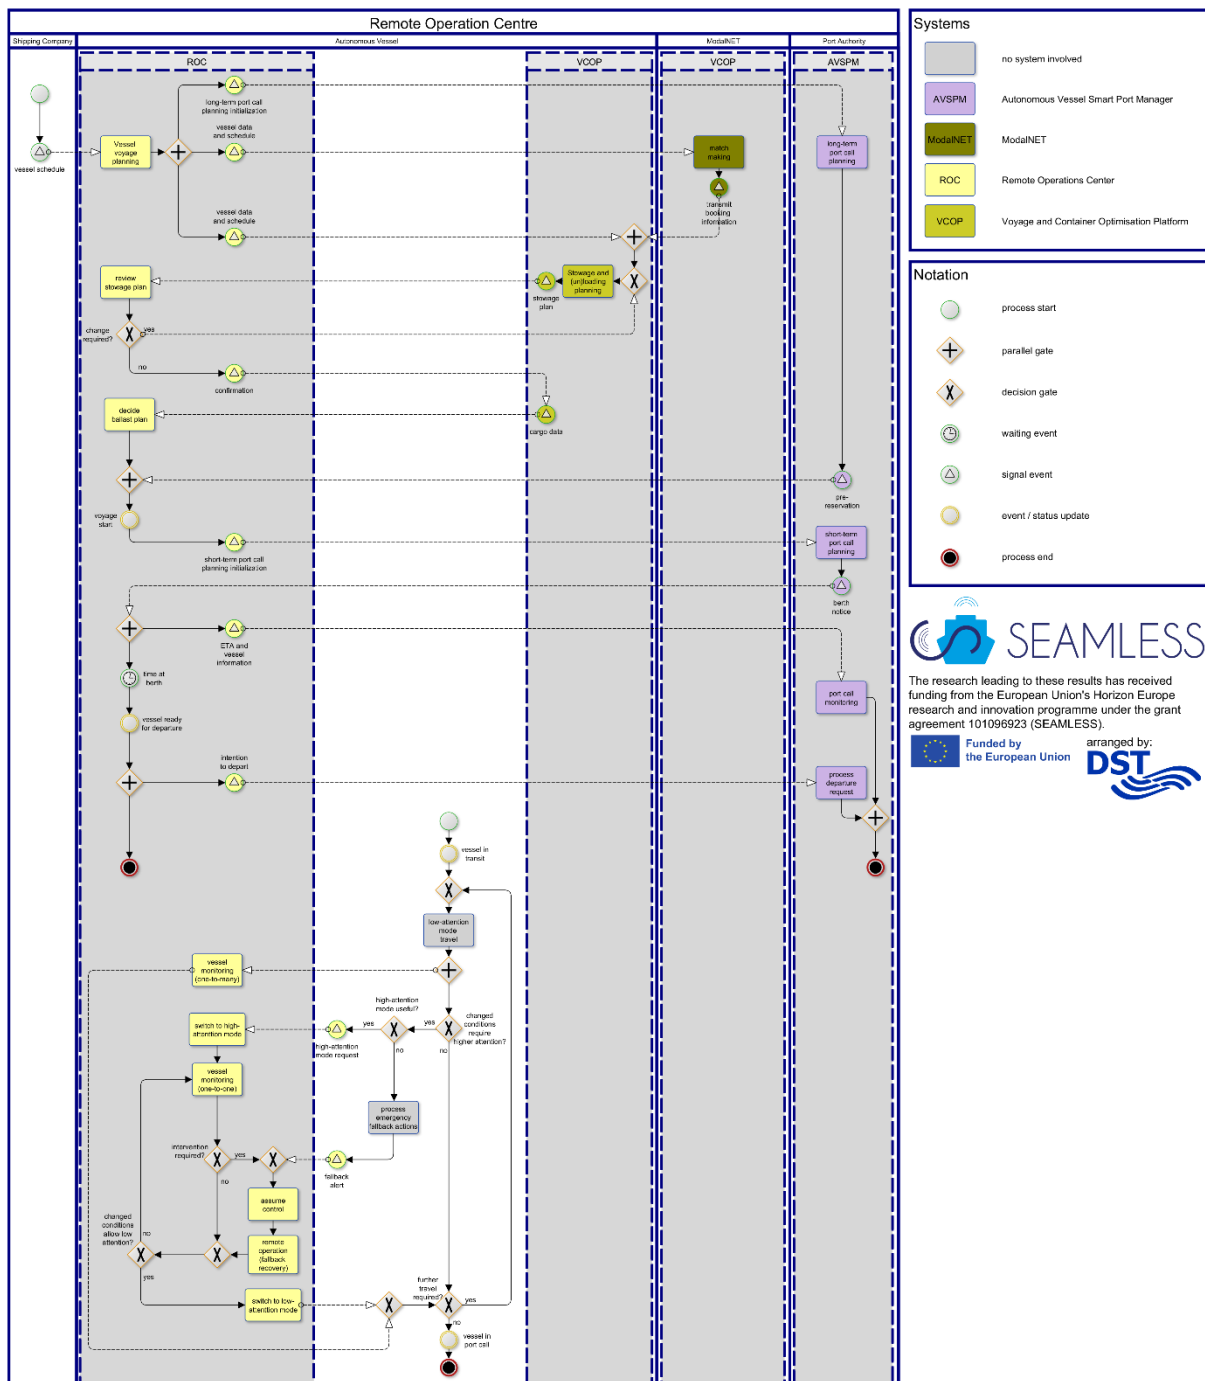 Remote Operation Centre
Shipping Company
Autonomous Vessel
ModalNET
Port Authority
ROC
VCOP
VCOP
AVSPM
long-term port call
planning initialization
vessel data
and schedule
vessel schedule
Vessel
voyage
planning
match
making
long-term
port call
planning
transmit
booking
information
vessel data
and schedule
review
stowage plan
Stowage and
(un)loading
planning
stowage
plan
change
required?
yes
no
confirmation
decide
ballast plan
cargo data
pre-
reservation
voyage
start
short-term port call
planning initialization
short-term
port call
planning
berth
notice
ETA and
vessel
information
time at
berth
port call
monitoring
vessel ready
for departure
intention
to depart
process
departure
request
vessel in
transit
low-attention
mode
travel
vessel
monitoring
(one-to-many)
high-attention
mode useful?
switch to high-
attention mode
yes
yes
changed
conditions
require
higher attention?
high-attention
mode request
no
no
vessel
monitoring
(one-to-one)
process
emergency
fallback actions
intervention
required?
yes
fallback
alert
no
assume
control
changed
conditions
allow low
attention?
no
remote
operation
(fallback
recovery)
yes
further
travel
required?
switch to low-
attention mode
yes
no
vessel in
port call
Systems
no system involved
AVSPM
Autonomous Vessel Smart Port Manager
ModalNET
ModalNET
ROC
Remote Operations Center
VCOP
Voyage and Container Optimisation Platform
Notation
process start
parallel gate
decision gate
waiting event
signal event
event / status update
process end
SEAMLESS
The research leading to these results has received
funding from the European Union's Horizon Europe
research and innovation programme under the grant
agreement 101096923 (SEAMLESS).
Funded by
the European Union
arranged by:
DST